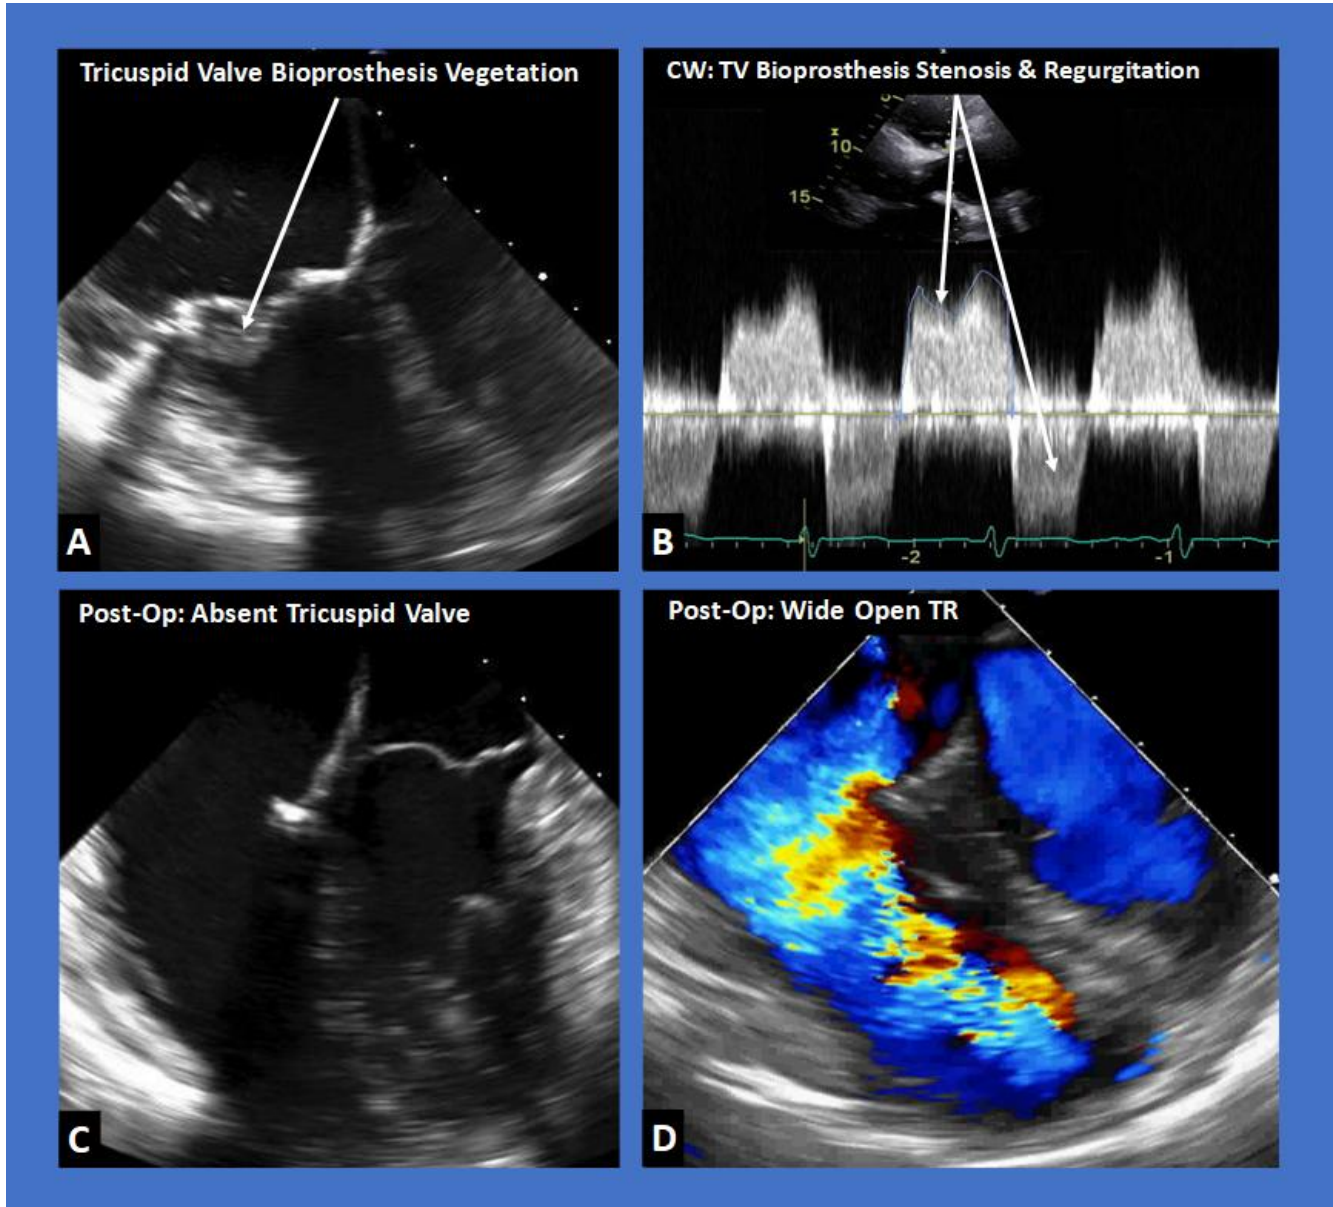 Tricuspid Valve Bioprosthesis Vegetation
A
CW: TV Bioprosthesis Stenosis & Regurgitation
10
15
-2
-1
B
Post-Op: Absent Tricuspid Valve
C
Post-Op: Wide Open TR
D